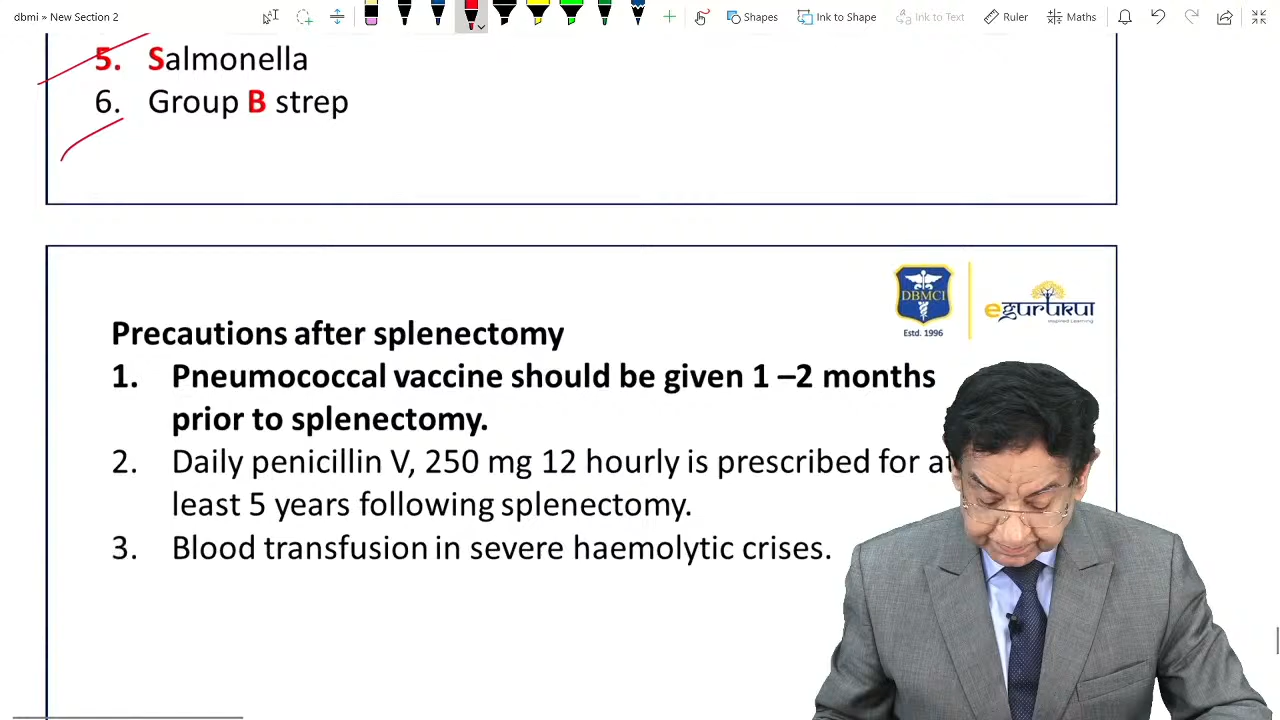 dbmi » New Section 2
Shapes
Ink to Shape
Ink to Text
Ruler
Maths
5. Salmonella
6. Group B strep
DBMCI
Estd. 1996
egurukul
Inspired Learning
Precautions after splenectomy
1. Pneumococcal vaccine should be given 1 –2 months
prior to splenectomy.
2. Daily penicillin V, 250 mg 12 hourly is prescribed for at
least 5 years following splenectomy.
3. Blood transfusion in severe haemolytic crises.